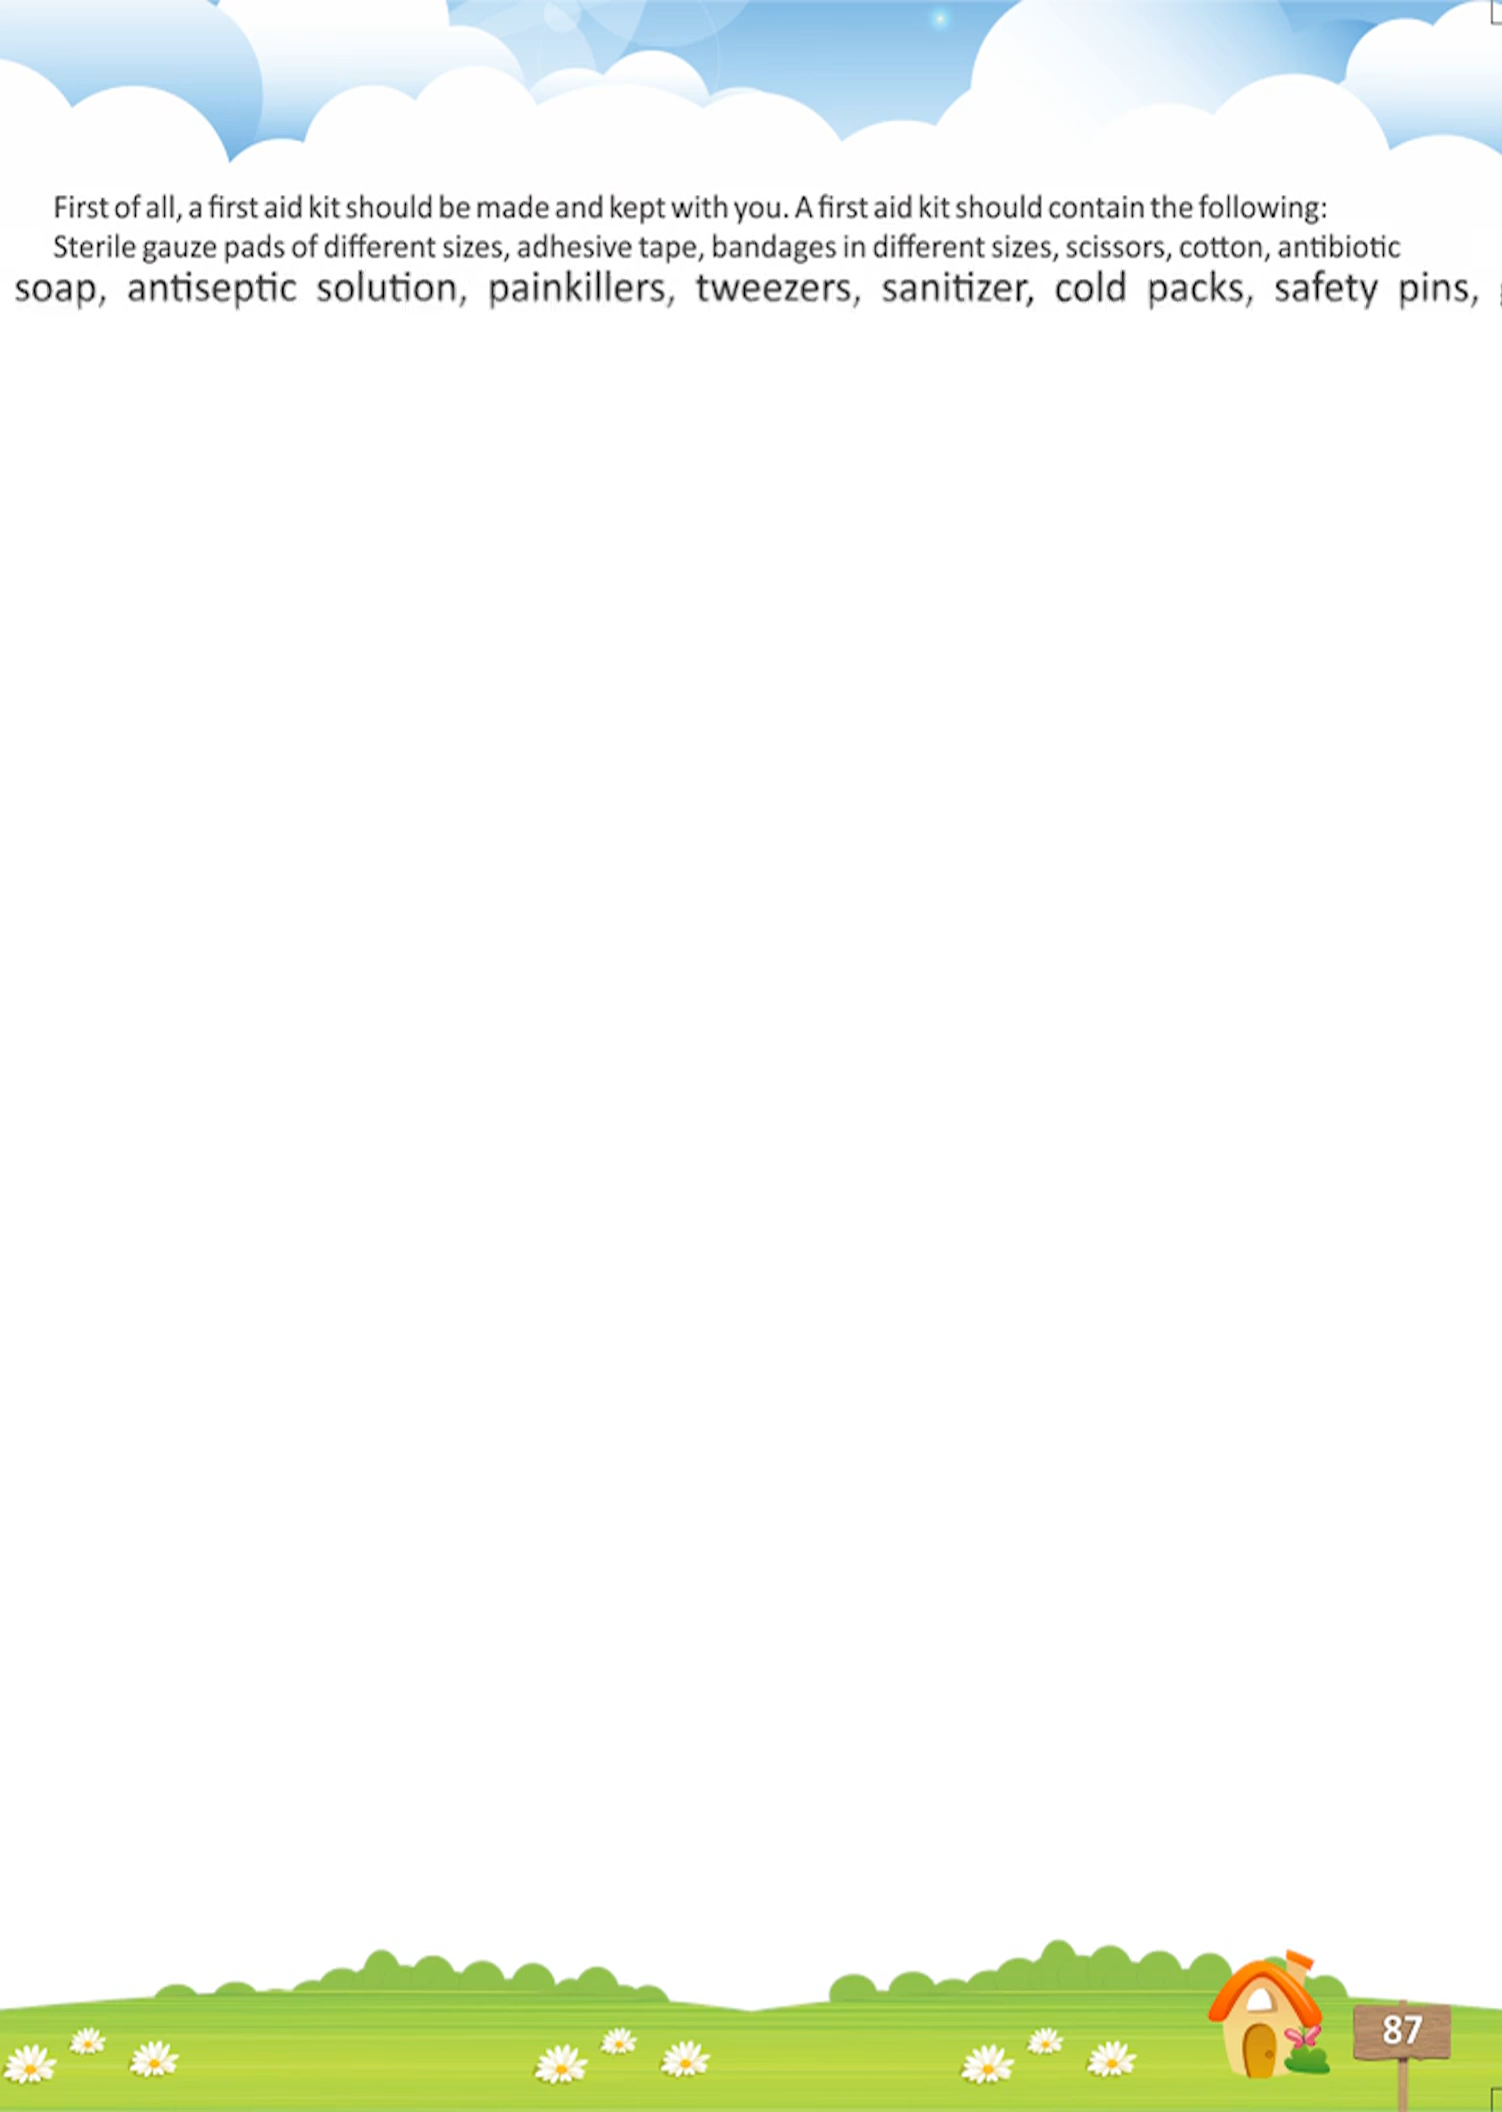 First of all, a first aid kit should be made and kept with you. A first aid kit should contain the following:
Sterile gauze pads of different sizes, adhesive tape, bandages in different sizes, scissors, cotton, antibiotic
soap, antiseptic solution, painkillers, tweezers, sanitizer, cold packs, safety pins,
87